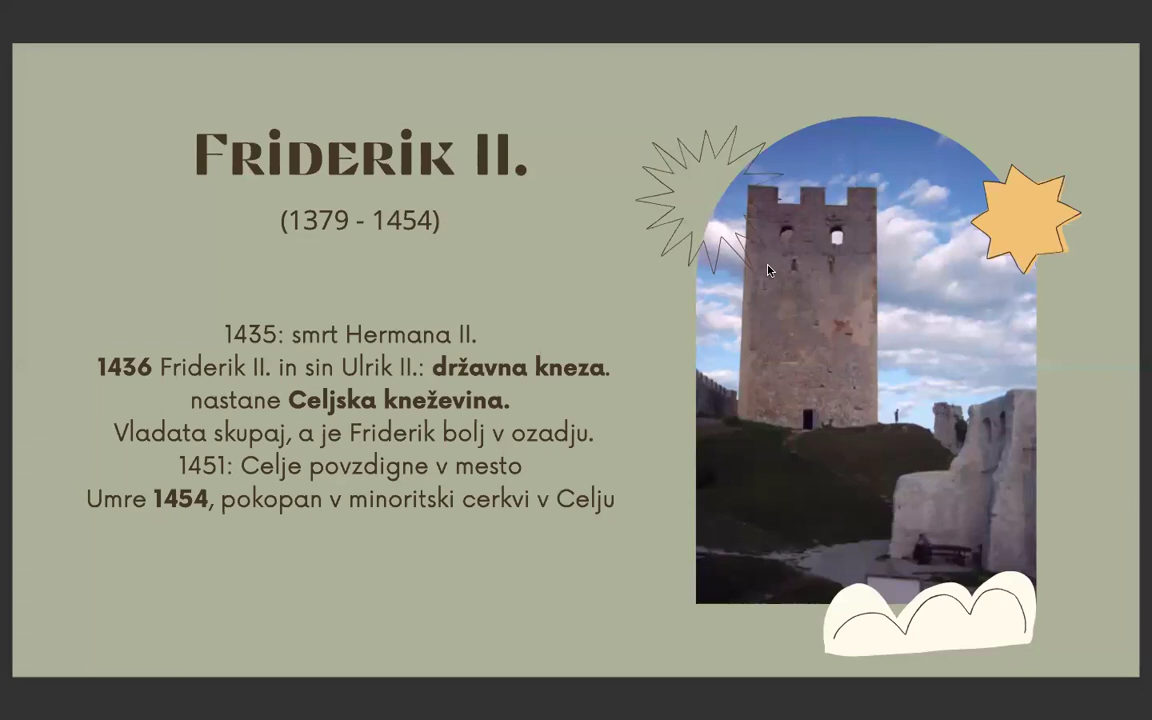 Friderik II.
(1379 - 1454)
1435: smrt Hermana II.
1436 Friderik II. in sin Ulrik II.: državna kneza.
nastane Celjska kneževina.
Vladata skupaj, a je Friderik bolj v ozadju.
1451: Celje povzdigne v mesto
Umre 1454, pokopan v minoritski cerkvi v Celju